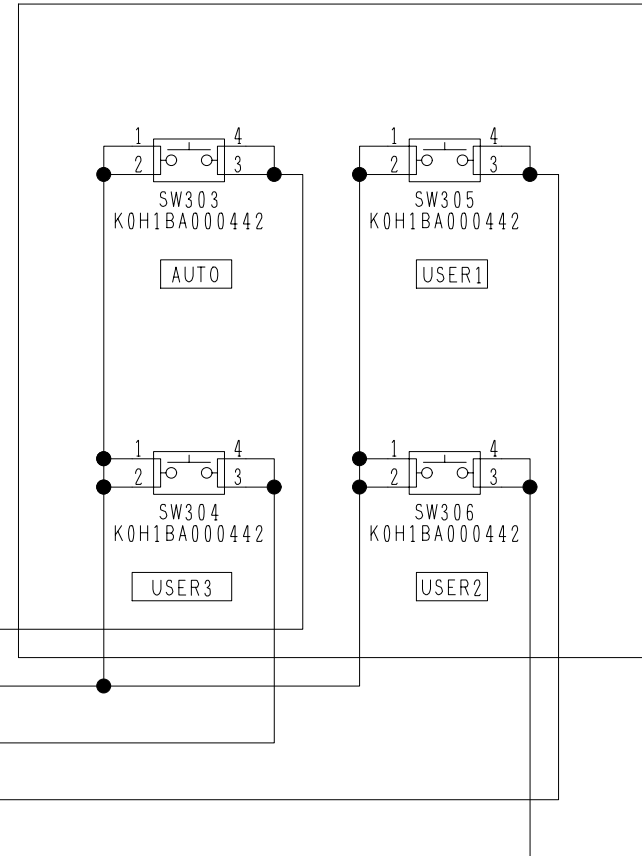 1 4
2 3
SW303
K0H1BA000442
AUTO
1 4
2 3
SW305
K0H1BA000442
USER1
1 4
2 3
SW304
K0H1BA000442
USER3
1 4
2 3
SW306
K0H1BA000442
USER2